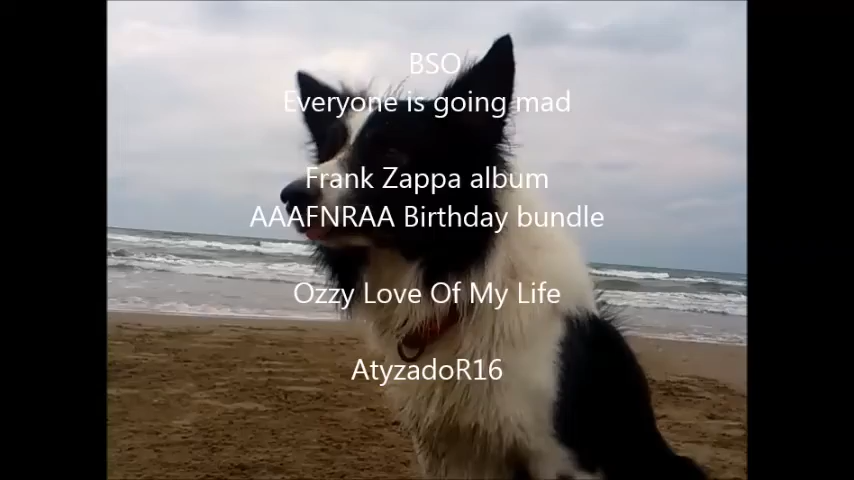 BSO
Everyone is going mad
Frank Zappa album
AAAFNRAA Birthday bundle
Ozzy Love Of My Life
AtyzadoR16